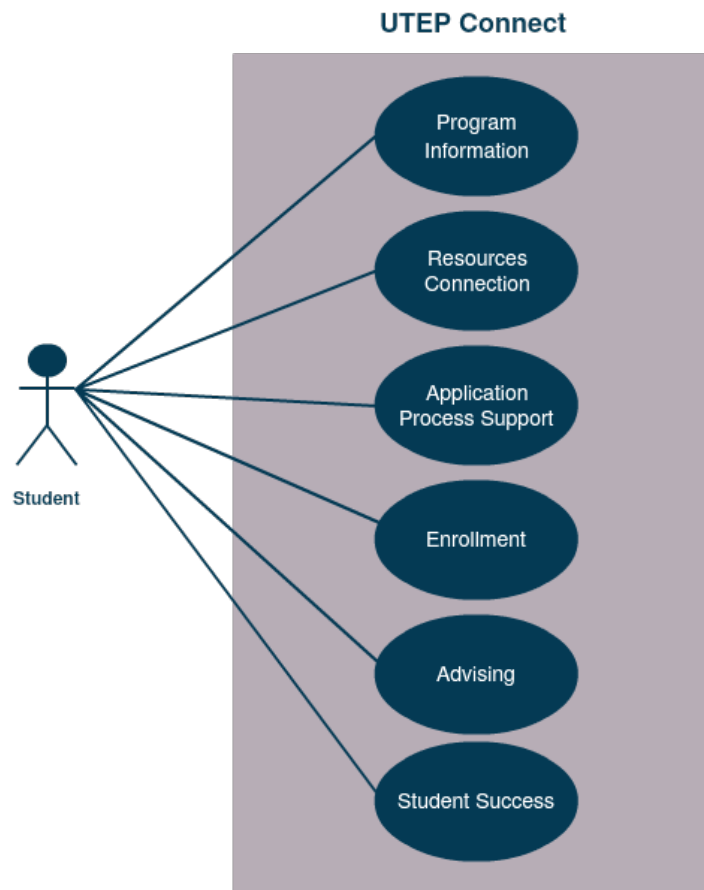 UTEP Connect
Program
Information
Resources
Connection
Application
Process Support
Enrollment
Advising
Student Success
Student